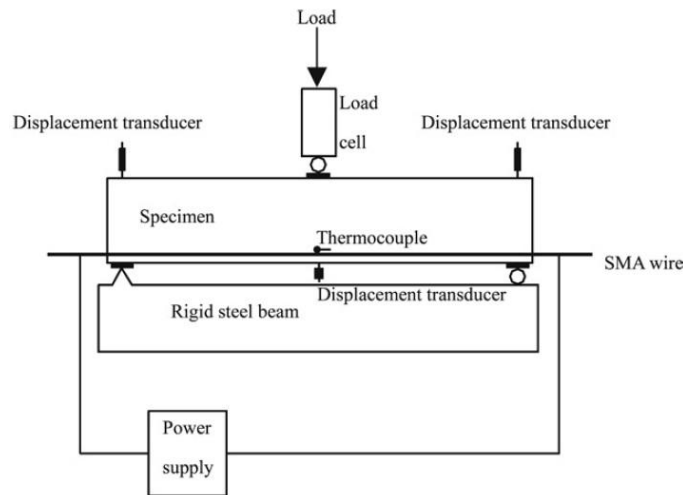 Load
Load
cell
Displacement transducer
Displacement transducer
Specimen
Thermocouple
SMA wire
Displacement transducer
Rigid steel beam
Power
supply